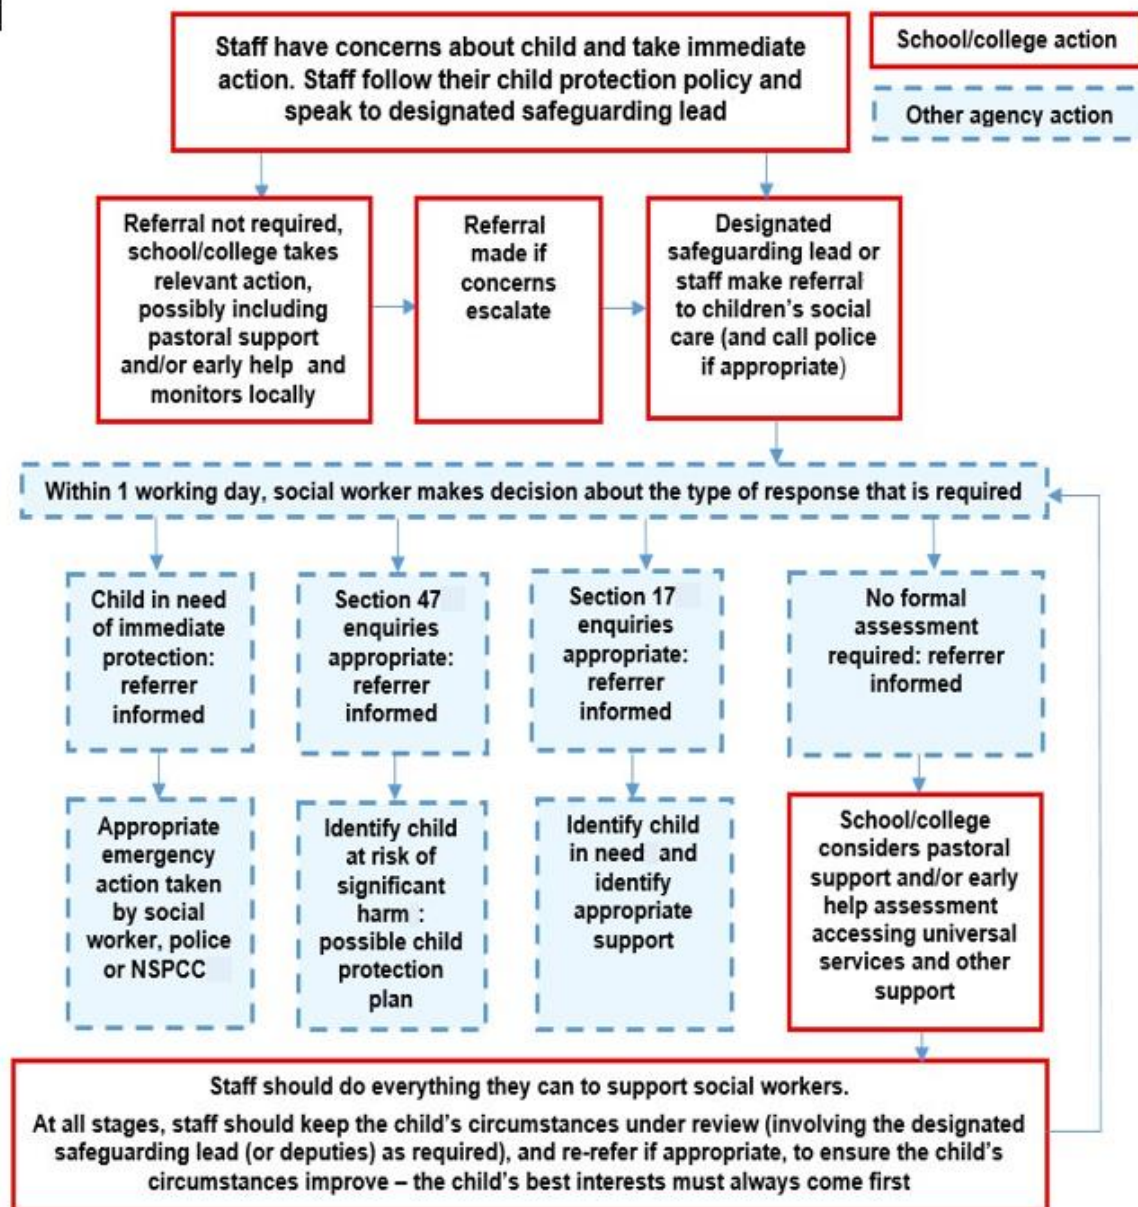 Staff have concerns about child and take immediate
action. Staff follow their child protection policy and
speak to designated safeguarding lead
School/college action
Other agency action
Referral not required,
school/college takes
relevant action,
possibly including
pastoral support
and/or early help and
monitors locally
Referral
made if
concerns
escalate
Designated
safeguarding lead or
staff make referral
to children's social
care (and call police
if appropriate)
Within 1 working day, social worker makes decision about the type of response that is required
Child in need
of immediate
protection:
referrer
informed
Section 47
enquiries
appropriate:
referrer
informed
Section 17
enquiries
appropriate:
referrer
informed
No formal
assessment
required: referrer
informed
Appropriate
emergency
action taken
by social
worker, police
or NSPCC
Identify child
at risk of
significant
harm :
possible child
protection
plan
Identify child
in need and
identify
appropriate
support
School/college
considers pastoral
support and/or early
help assessment
accessing universal
services and other
support
Staff should do everything they can to support social workers.
At all stages, staff should keep the child's circumstances under review (involving the designated
safeguarding lead (or deputies) as required), and re-refer if appropriate, to ensure the child's
circumstances improve – the child's best interests must always come first